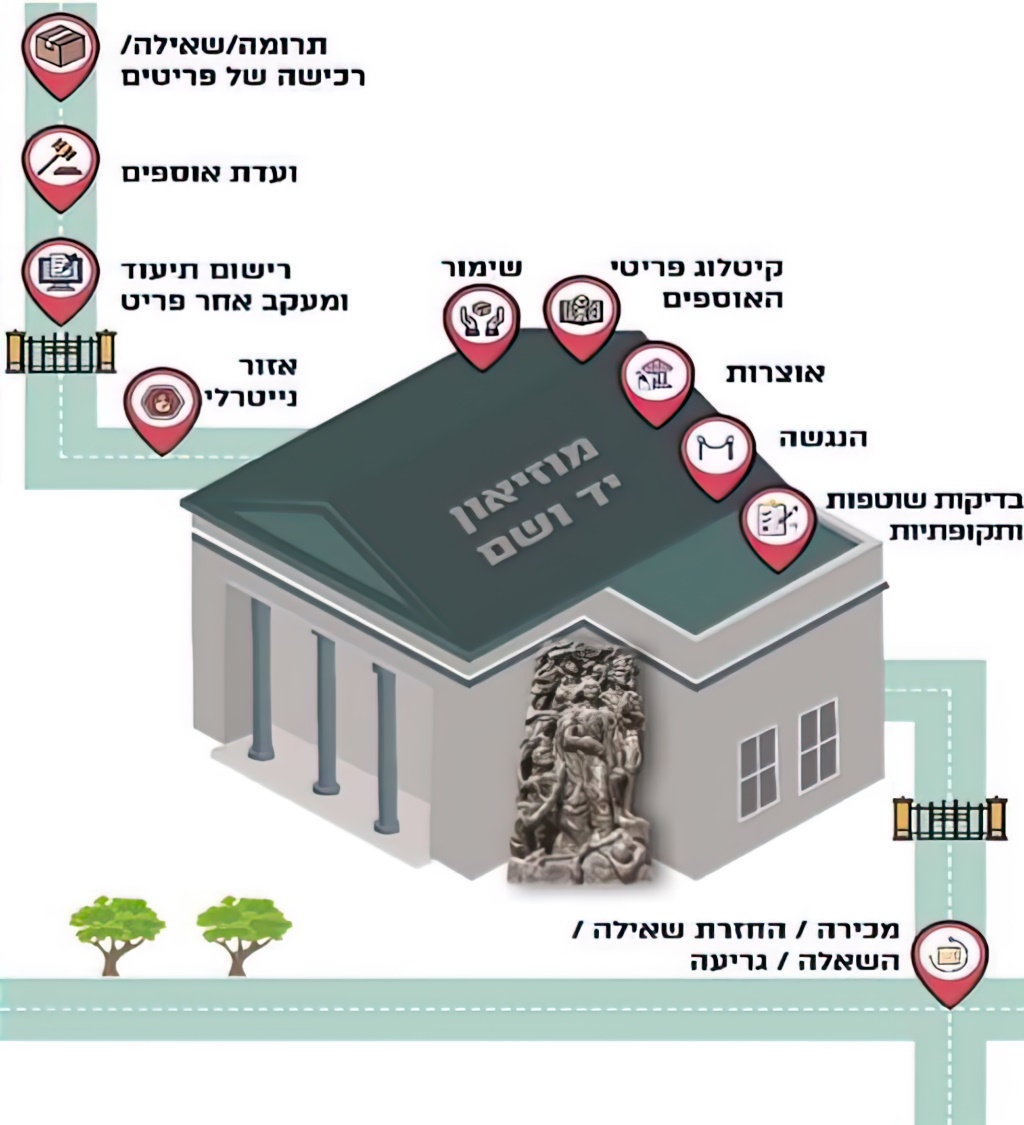 תרומה/שאילה/
רכישה של פריטים
ועדת אוספים
רישום תיעוד
ומעקב אחר פריט
אזור
נייטרלי
שימור
קיטלוג פריטי
האוספים
אוצרות
הנגשה
בדיקות שוטפות
ותקופתיות
מוזיאון
יד ושם
מכירה / החזרת שאילה /
השאלה / גריעה